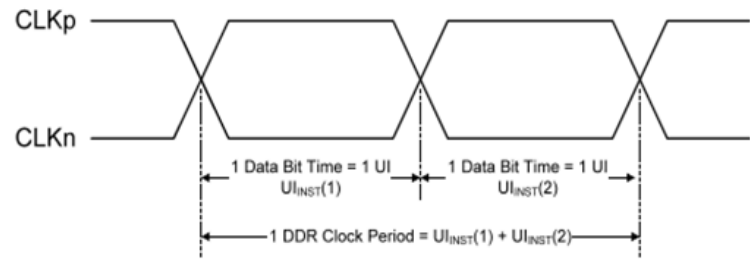 CLKp
CLKn
1 Data Bit Time = 1 UI
UIINST(1)
1 Data Bit Time = 1 UI
UIINST(2)
1 DDR Clock Period = UIINST(1) + UIINST(2)